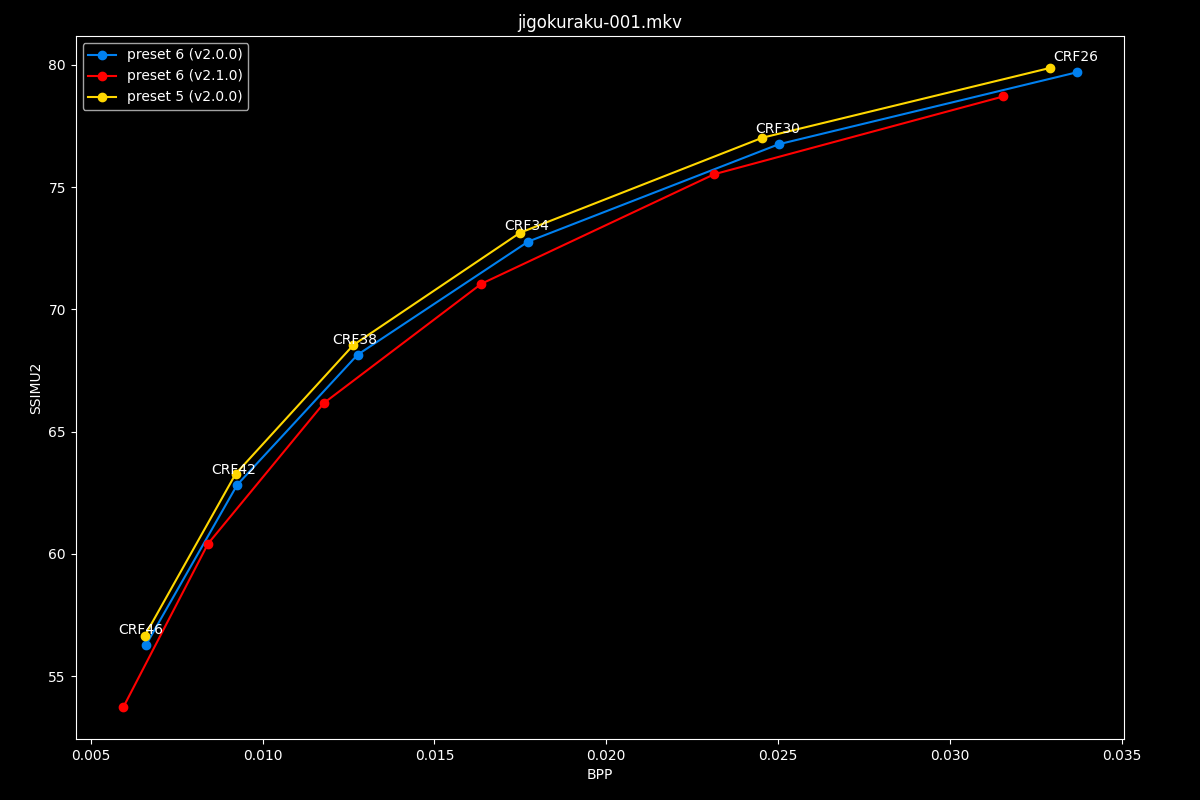 jigokuraku-001.mkv
preset 6 (v2.0.0)
preset 6 (v2.1.0)
preset 5 (v2.0.0)
CRF26
CRF30
CRF34
CRF38
CRF42
CRF46
80
75
70
65
60
55
SSIMU2
0.005 0.010 0.015 0.020 0.025 0.030 0.035
BPP